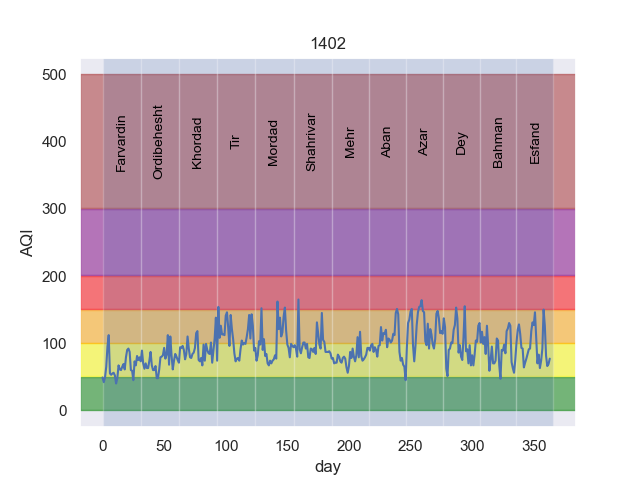 1402
500
400
300
200
100
0
AQI
Farvardin
Ordibehesht
Khordad
Tir
Mordad
Shahrivar
Mehr
Aban
Azar
Dey
Bahman
Esfand
0 50 100 150 200 250 300 350
day